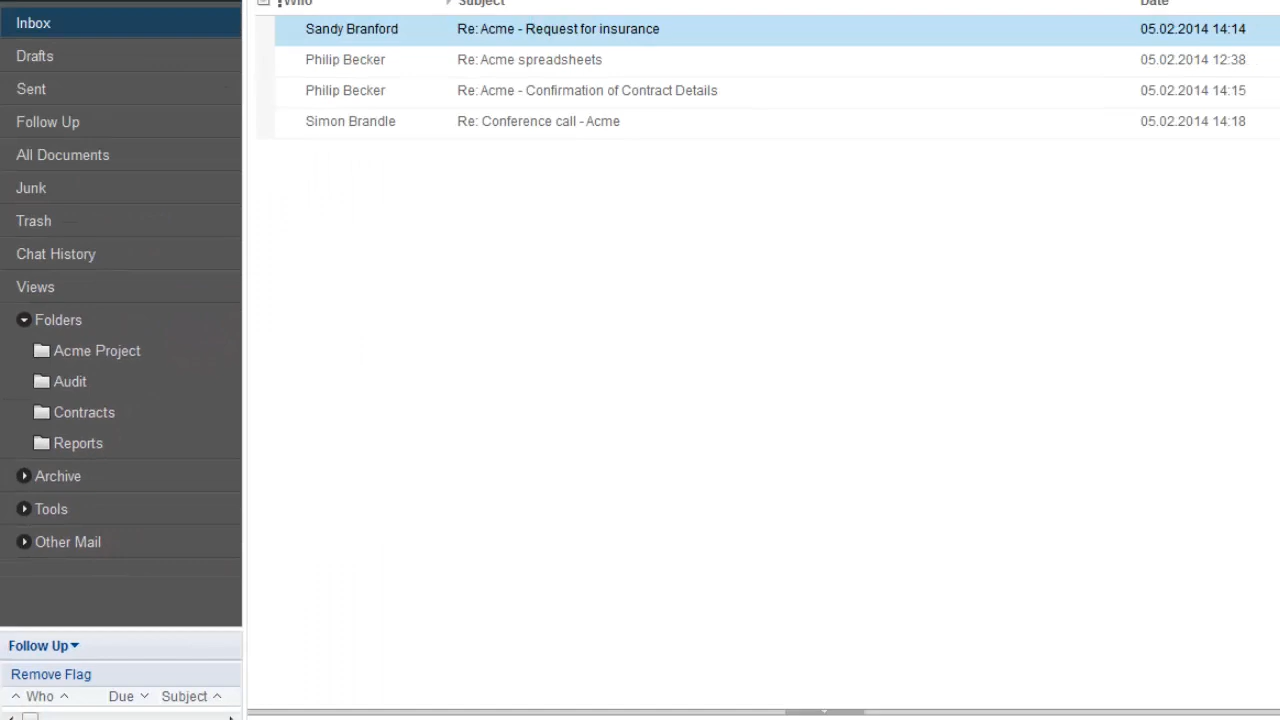 Who Subject Date
Inbox
Sandy Branford Re: Acme - Request for insurance 05.02.2014 14:14
Drafts
Philip Becker Re: Acme spreadsheets 05.02.2014 12:38
Sent
Philip Becker Re: Acme - Confirmation of Contract Details 05.02.2014 14:15
Follow Up
Simon Brandle Re: Conference call - Acme 05.02.2014 14:18
All Documents
Junk
Trash
Chat History
Views
Folders
Acme Project
Audit
Contracts
Reports
Archive
Tools
Other Mail
Follow Up
Remove Flag
Who Due Subject